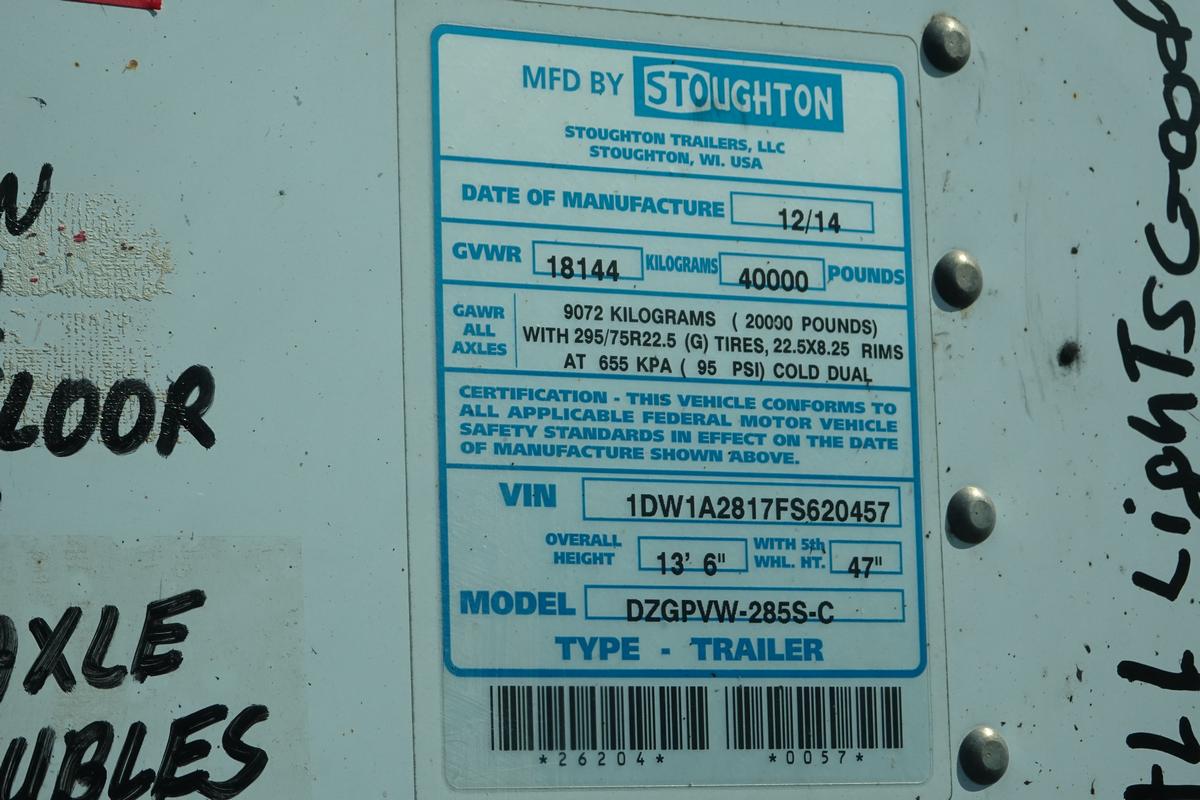 MFD BY STOUGHTON
STOUGHTON TRAILERS, LLC
STOUGHTON, WI. USA
DATE OF MANUFACTURE 12/14
GVWR 18144 KILOGRAMS 40000 POUNDS
GAWR ALL AXLES
9072 KILOGRAMS ( 20000 POUNDS)
WITH 295/75R22.5 (G) TIRES, 22.5X8.25 RIMS
AT 655 KPA ( 95 PSI) COLD DUAL
CERTIFICATION - THIS VEHICLE CONFORMS TO
ALL APPLICABLE FEDERAL MOTOR VEHICLE
SAFETY STANDARDS IN EFFECT ON THE DATE
OF MANUFACTURE SHOWN ABOVE.
VIN 1DW1A2817FS620457
OVERALL HEIGHT 13' 6" WITH 5th WHL. HT. 47"
MODEL DZGPVW-285S-C
TYPE - TRAILER
*26204* *0057*
LOOR
AXLE
UBLES
LighTS Good